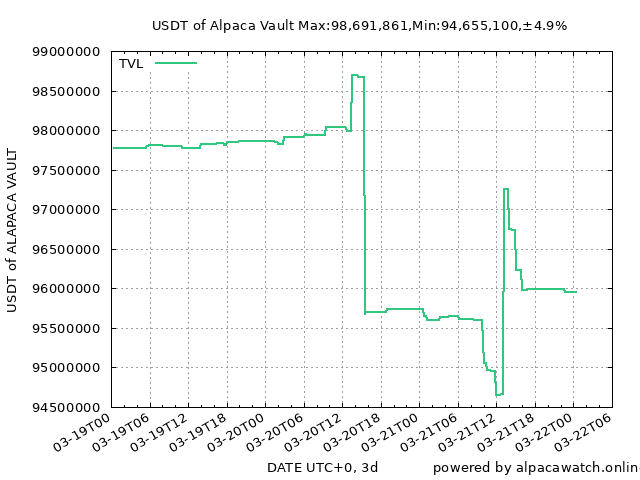 USDT of Alpaca Vault Max:98,691,861,Min:94,655,100,±4.9%
TVL
99000000
98500000
98000000
97500000
97000000
96500000
96000000
95500000
95000000
94500000
USDT of ALAPACA VAULT
03-19T00
03-19T06
03-19T12
03-19T18
03-20T00
03-20T06
03-20T12
03-20T18
03-21T00
03-21T06
03-21T12
03-21T18
03-22T00
03-22T06
DATE UTC+0, 3d
powered by alpacawatch.onlin